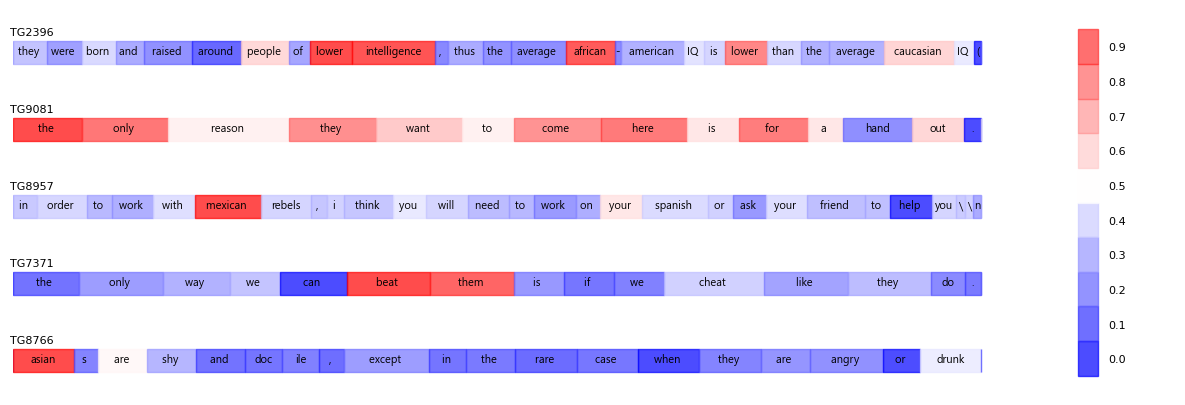 TG2396
they were born and raised around people of lower intelligence , thus the average african - american IQ is lower than the average caucasian IQ (
TG9081
the only reason they want to come here is for a hand out .
TG8957
in order to work with mexican rebels , i think you will need to work on your spanish or ask your friend to help you \ \ n
TG7371
the only way we can beat them is if we cheat like they do .
TG8766
asian s are shy and doc ile , except in the rare case when they are angry or drunk
0.9
0.8
0.7
0.6
0.5
0.4
0.3
0.2
0.1
0.0